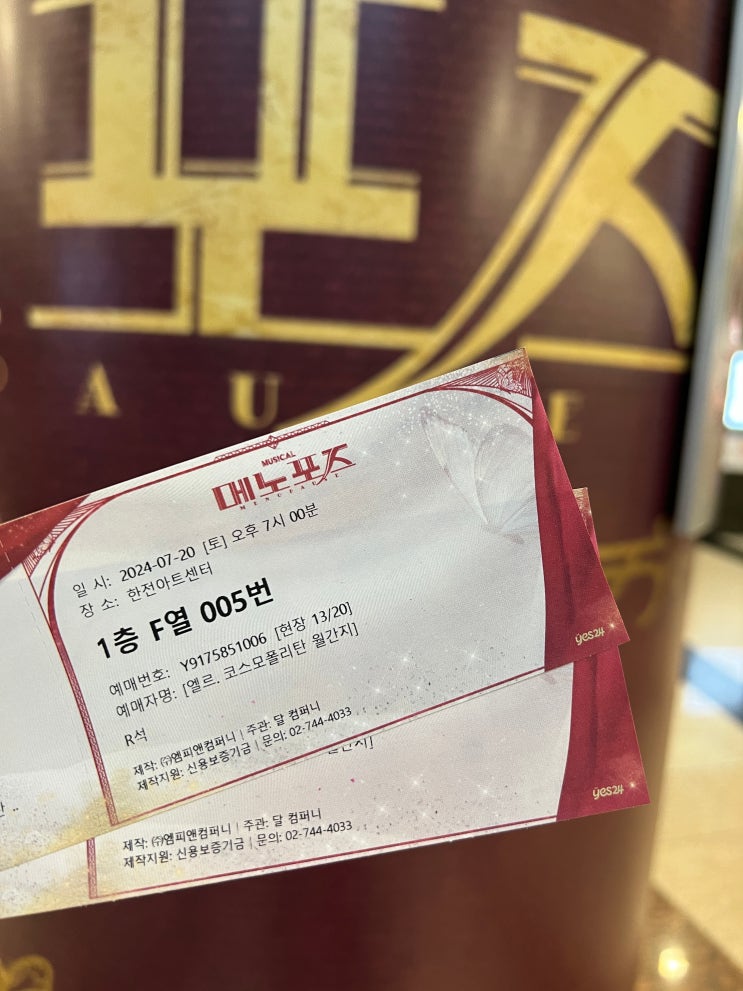 포즈
A U E
MUSICAL
메노포즈
MENOPAUSE
일 시: 2024-07-20 [토] 오후 7시 00분
장 소: 한전아트센터
1층 F열 005번
예매번호: Y9175851006 [현장 13/20]
예매자명: [엘르. 코스모폴리탄 월간지]
R석
제작: ㈜엠피앤컴퍼니 | 주관: 달 컴퍼니
제작지원: 신용보증기금 | 문의: 02-744-4033
yes24
월간지]
제작: ㈜엠피앤컴퍼니 | 주관: 달 컴퍼니
제작지원: 신용보증기금 | 문의: 02-744-4033
yes24